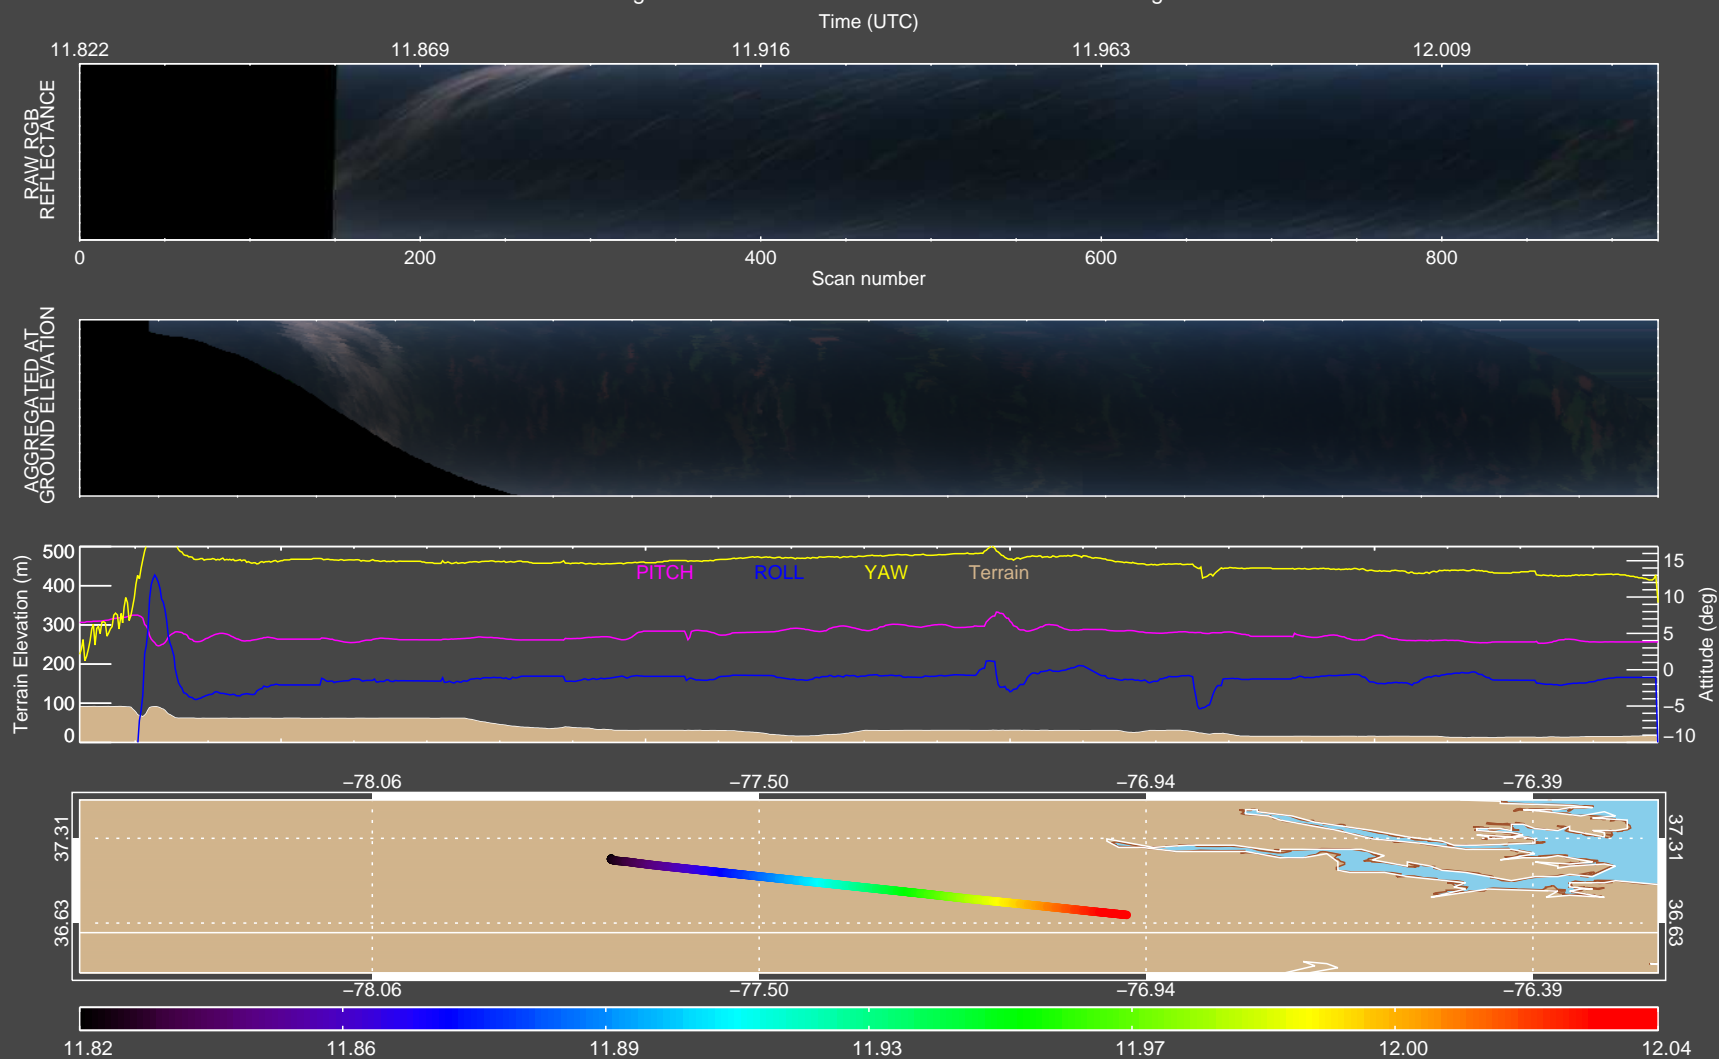 Time (UTC)
11.822 11.869 11.916 11.963 12.009
RAW RGB
REFLECTANCE
0 200 400 600 800
Scan number
AGGREGATED AT
GROUND ELEVATION
Terrain Elevation (m)
500
400
300
200
100
0
PITCH ROLL YAW Terrain
15
10
5
0
−5
−10
Attitude (deg)
−78.06 −77.50 −76.94 −76.39
37.31
36.63
37.31
36.63
−78.06 −77.50 −76.94 −76.39
11.82 11.86 11.89 11.93 11.97 12.00 12.04